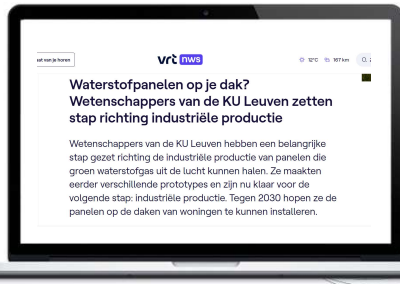 aat van je horen
vrt nws
12°C
167 km
Waterstofpanelen op je dak?
Wetenschappers van de KU Leuven zetten
stap richting industriële productie
Wetenschappers van de KU Leuven hebben een belangrijke
stap gezet richting de industriële productie van panelen die
groen waterstofgas uit de lucht kunnen halen. Ze maakten
eerder verschillende prototypes en zijn nu klaar voor de
volgende stap: industriële productie. Tegen 2030 hopen ze de
panelen op de daken van woningen te kunnen installeren.